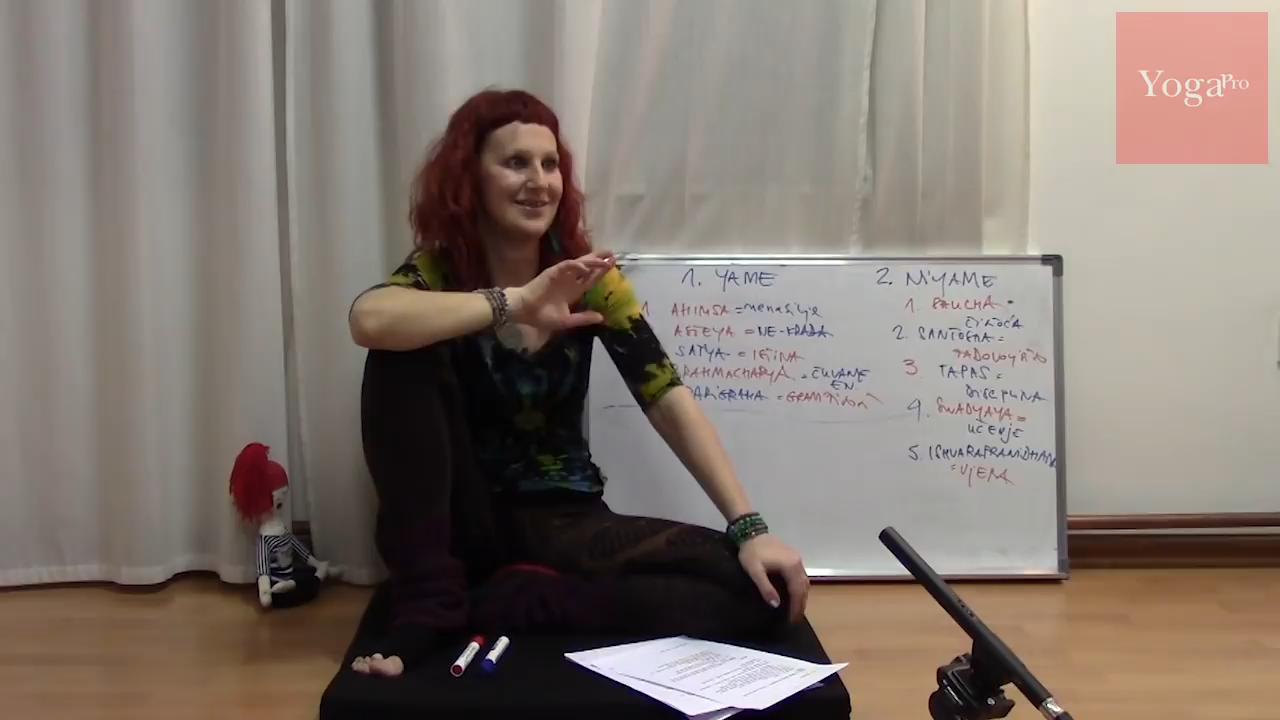 YogaPro
1. YAME
AHIMSA = nenasilje
ASTEYA = NE-KRAĐA
SATYA = ISTINA
BRAHMACHARYA = ČUVANJE
EN.
PARIGRAHA =
2. NIYAME
1. SAUCHA =
ČISTOĆA
2. SANTOSHA =
ZADOVOLJSTVO
3. TAPAS =
DISCIPLINA
4. SWADYAYA =
UČENJE
5. ISHVARAPRANIDHANA
= VJERA